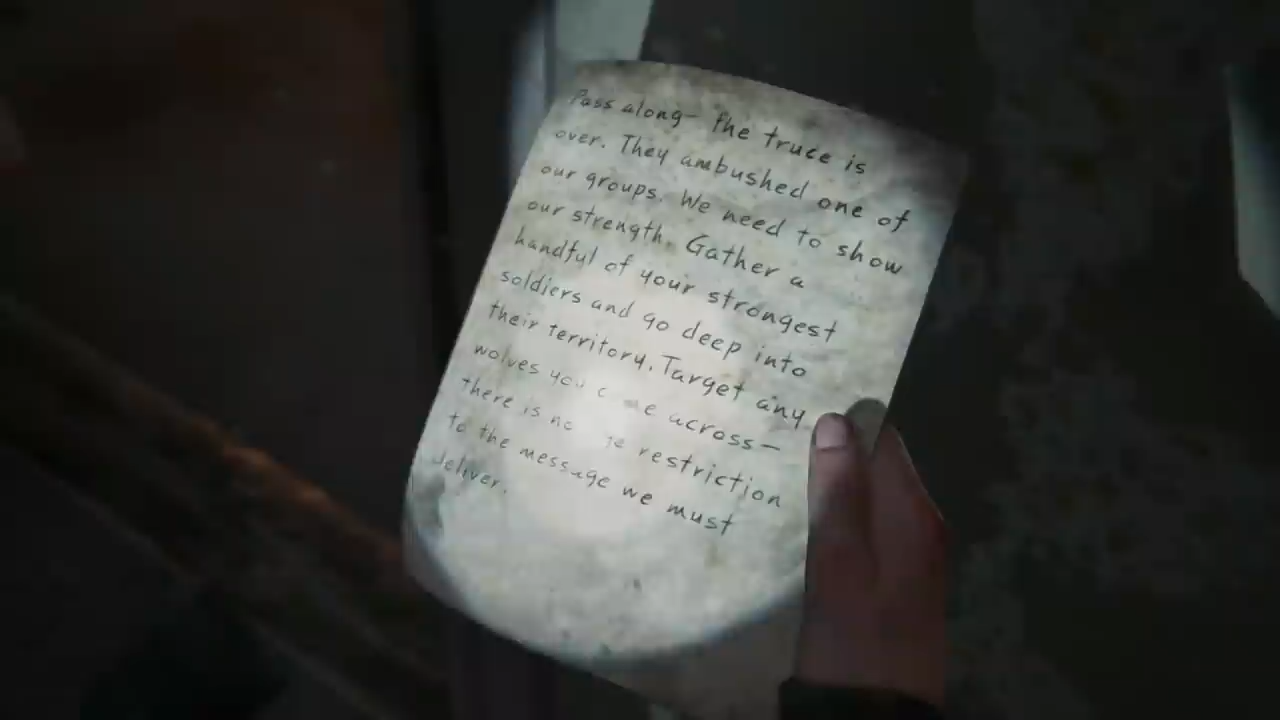 Pass along— the truce is
over. They ambushed one of
our groups. We need to show
our strength. Gather a
handful of your strongest
soldiers and go deep into
their territory. Target any
wolves you come across—
there is no restriction
to the message we must
deliver.